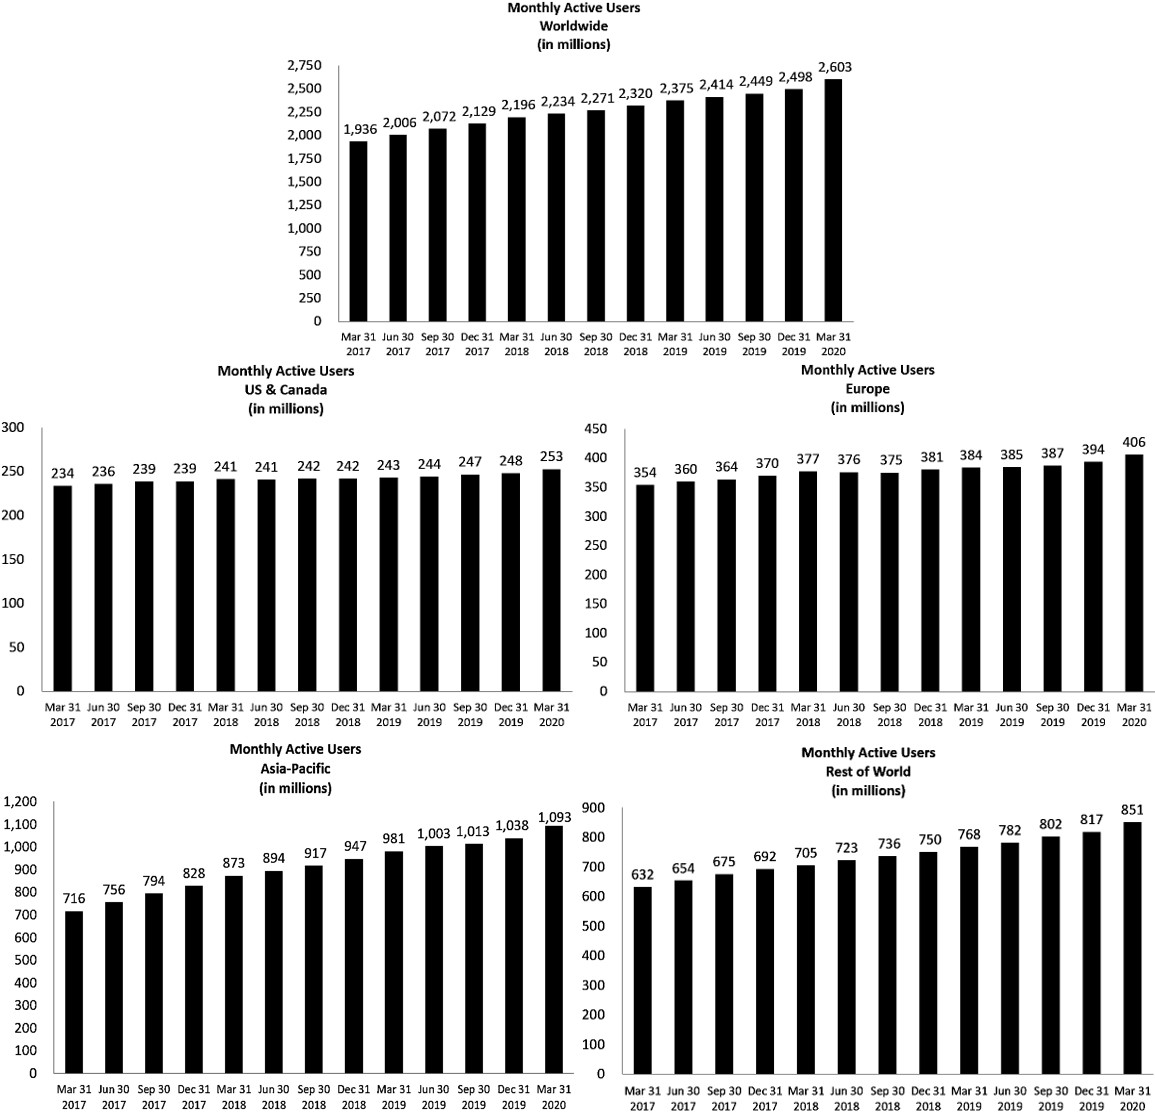 Monthly Active Users
Worldwide
(in millions)
2,750
2,500
2,250
2,000
1,750
1,500
1,250
1,000
750
500
250
0
1,936 2,006 2,072 2,129 2,196 2,234 2,271 2,320 2,375 2,414 2,449 2,498 2,603
Mar 31 Jun 30 Sep 30 Dec 31 Mar 31 Jun 30 Sep 30 Dec 31 Mar 31 Jun 30 Sep 30 Dec 31 Mar 31
2017 2017 2017 2017 2018 2018 2018 2018 2019 2019 2019 2019 2020
Monthly Active Users
US & Canada
(in millions)
300
250
200
150
100
50
0
234 236 239 239 241 241 242 242 243 244 247 248 253
Mar 31 Jun 30 Sep 30 Dec 31 Mar 31 Jun 30 Sep 30 Dec 31 Mar 31 Jun 30 Sep 30 Dec 31 Mar 31
2017 2017 2017 2017 2018 2018 2018 2018 2019 2019 2019 2019 2020
Monthly Active Users
Europe
(in millions)
450
400
350
300
250
200
150
100
50
0
354 360 364 370 377 376 375 381 384 385 387 394 406
Mar 31 Jun 30 Sep 30 Dec 31 Mar 31 Jun 30 Sep 30 Dec 31 Mar 31 Jun 30 Sep 30 Dec 31 Mar 31
2017 2017 2017 2017 2018 2018 2018 2018 2019 2019 2019 2019 2020
Monthly Active Users
Asia-Pacific
(in millions)
1,200
1,100
1,000
900
800
700
600
500
400
300
200
100
0
716 756 794 828 873 894 917 947 981 1,003 1,013 1,038 1,093
Mar 31 Jun 30 Sep 30 Dec 31 Mar 31 Jun 30 Sep 30 Dec 31 Mar 31 Jun 30 Sep 30 Dec 31 Mar 31
2017 2017 2017 2017 2018 2018 2018 2018 2019 2019 2019 2019 2020
Monthly Active Users
Rest of World
(in millions)
900
800
700
600
500
400
300
200
100
0
632 654 675 692 705 723 736 750 768 782 802 817 851
Mar 31 Jun 30 Sep 30 Dec 31 Mar 31 Jun 30 Sep 30 Dec 31 Mar 31 Jun 30 Sep 30 Dec 31 Mar 31
2017 2017 2017 2017 2018 2018 2018 2018 2019 2019 2019 2019 2020